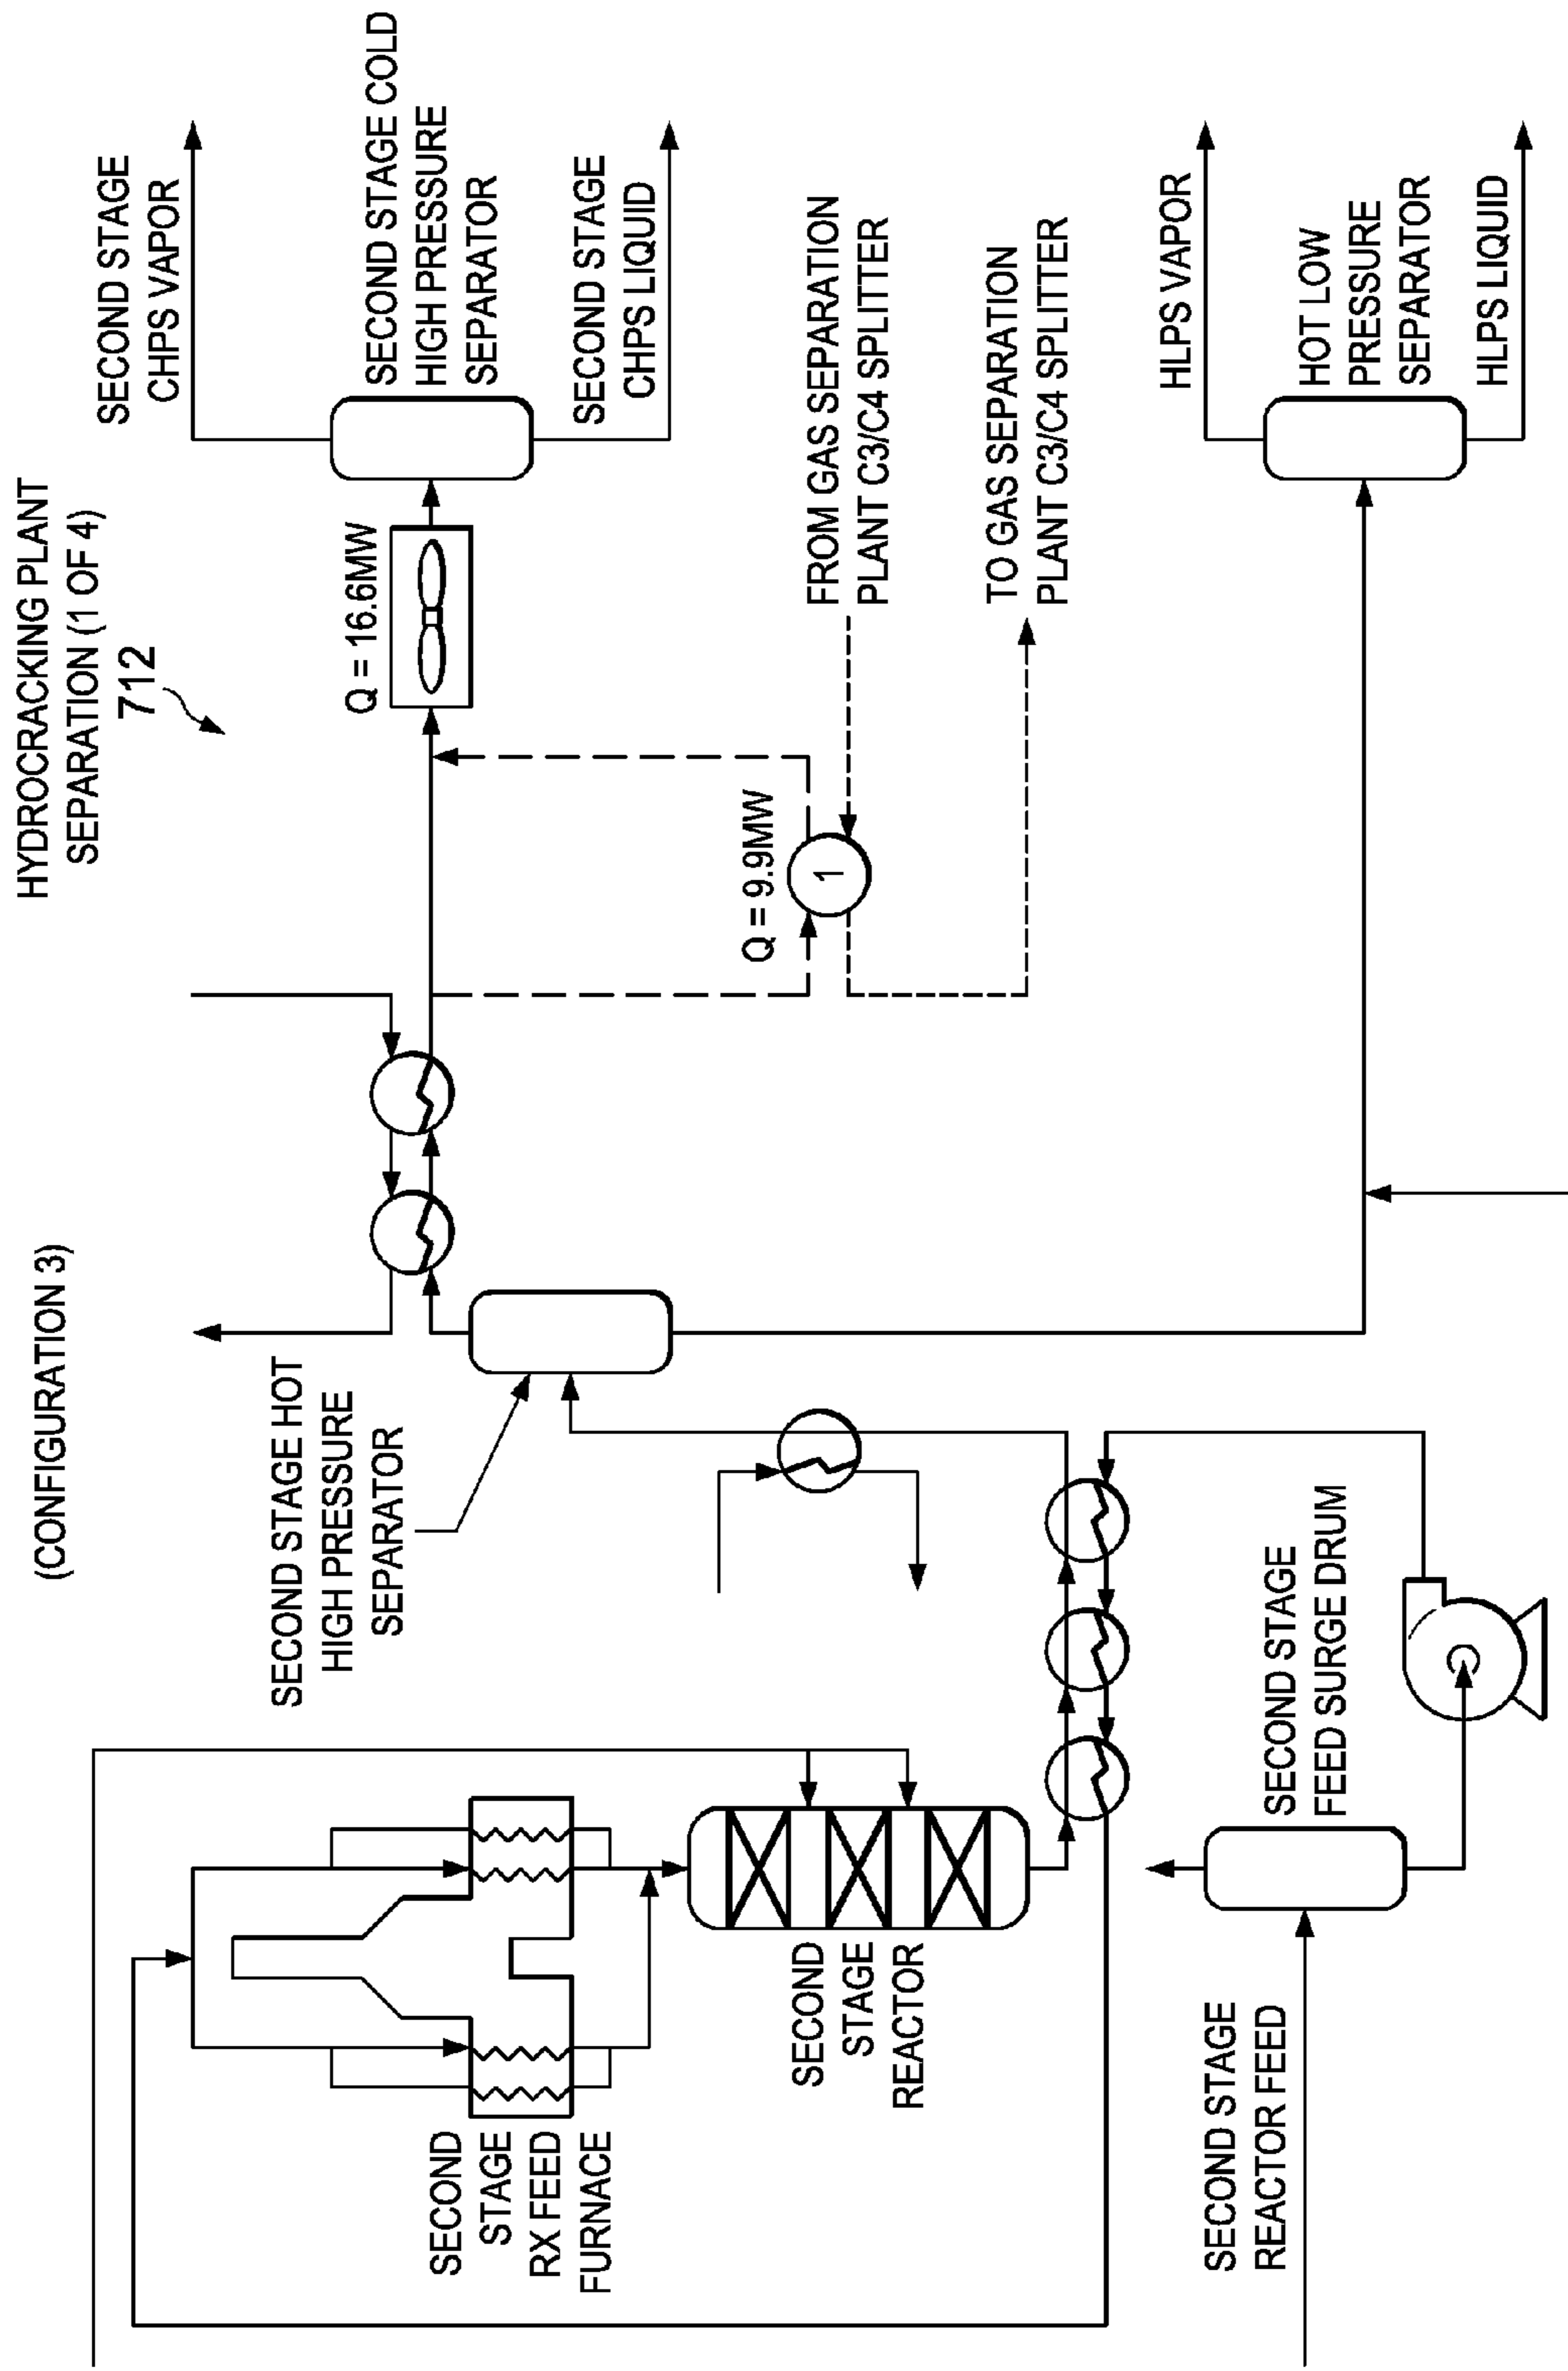 HYDROCRACKING PLANT
SEPARATION (1 OF 4)
712
(CONFIGURATION 3)
SECOND STAGE
CHPS VAPOR
SECOND STAGE COLD
HIGH PRESSURE
SEPARATOR
SECOND STAGE
CHPS LIQUID
Q = 16.6MW
FROM GAS SEPARATION
PLANT C3/C4 SPLITTER
TO GAS SEPARATION
PLANT C3/C4 SPLITTER
Q = 9.9MW
1
HLPS VAPOR
HOT LOW
PRESSURE
SEPARATOR
HLPS LIQUID
SECOND STAGE HOT
HIGH PRESSURE
SEPARATOR
SECOND
STAGE
RX FEED
FURNACE
SECOND
STAGE
REACTOR
SECOND STAGE
FEED SURGE DRUM
SECOND STAGE
REACTOR FEED